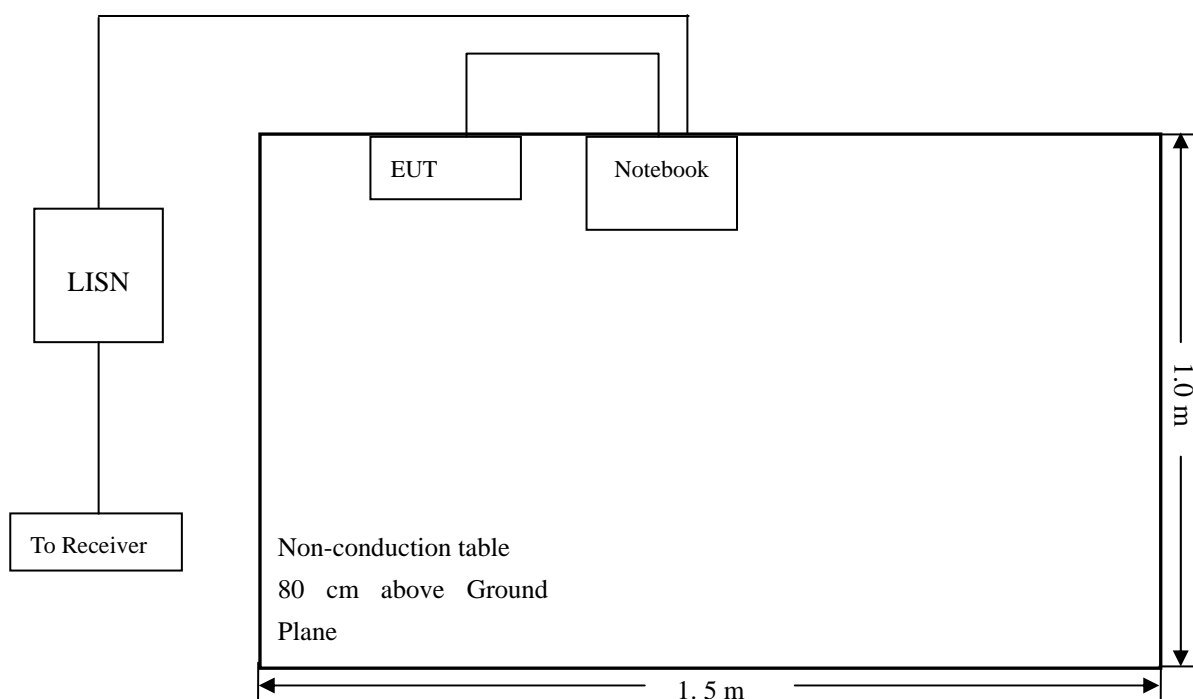 EUT
Notebook
LISN
1.0 m
To Receiver
Non-conduction table
80 cm above Ground
Plane
1. 5 m